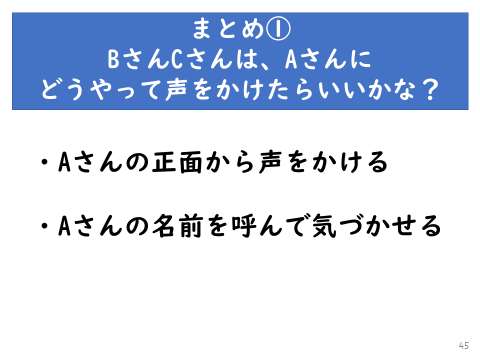 まとめ①
BさんCさんは、Aさんに
どうやって声をかけたらいいかな？
・Aさんの正面から声をかける
・Aさんの名前を呼んで気づかせる
45